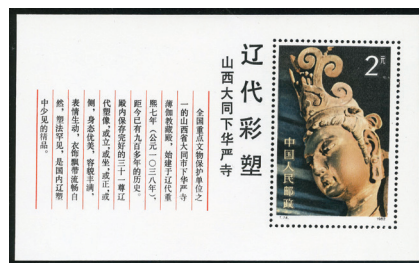 辽代彩塑
山西大同下华严寺
2元
中国人民邮政
T.74.
1982
全国重点文物保护单位之
一的山西省大同市下华严寺
薄伽教藏殿，始建于辽代重
熙七年（公元一〇三八年），
距今已有九百多年的历史。
殿内保存完好的三十一尊辽
代塑像，或立，或坐，或正，或
侧，身态优美，容貌丰满，
表情生动，衣饰飘带流畅自
然，塑法罕见，是国内辽塑
中少见的精品。